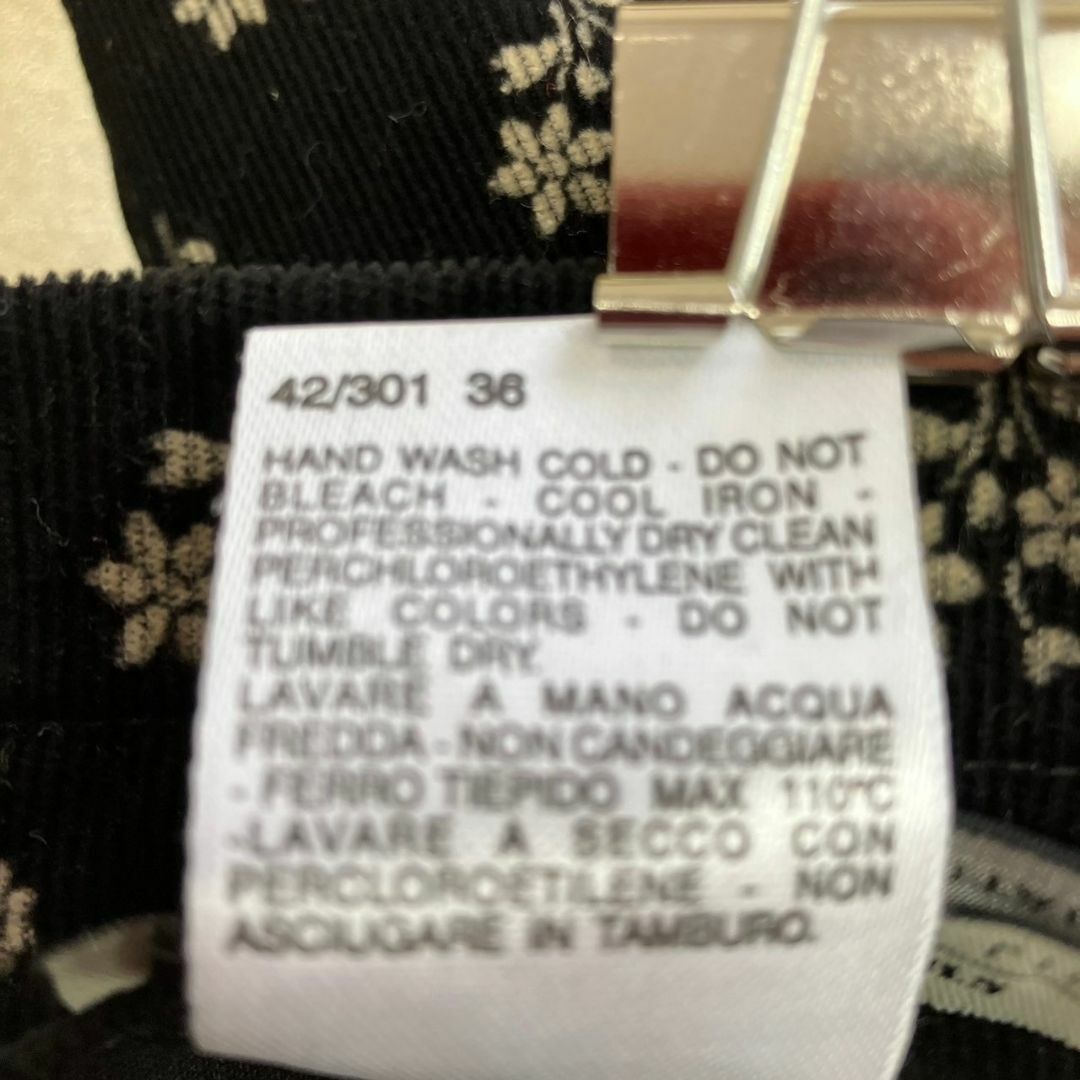 42/301 36
HAND WASH COLD - DO NOT
BLEACH - COOL IRON -
PROFESSIONALLY DRY CLEAN
PERCHLOROETHYLENE WITH
LIKE COLORS - DO NOT
TUMBLE DRY.
LAVARE A MANO ACQUA
FREDDA - NON CANDEGGIARE
- FERRO TIEPIDO MAX 110°C
-LAVARE A SECCO CON
PERCLOROETILENE - NON
ASCIUGARE IN TAMBURO.